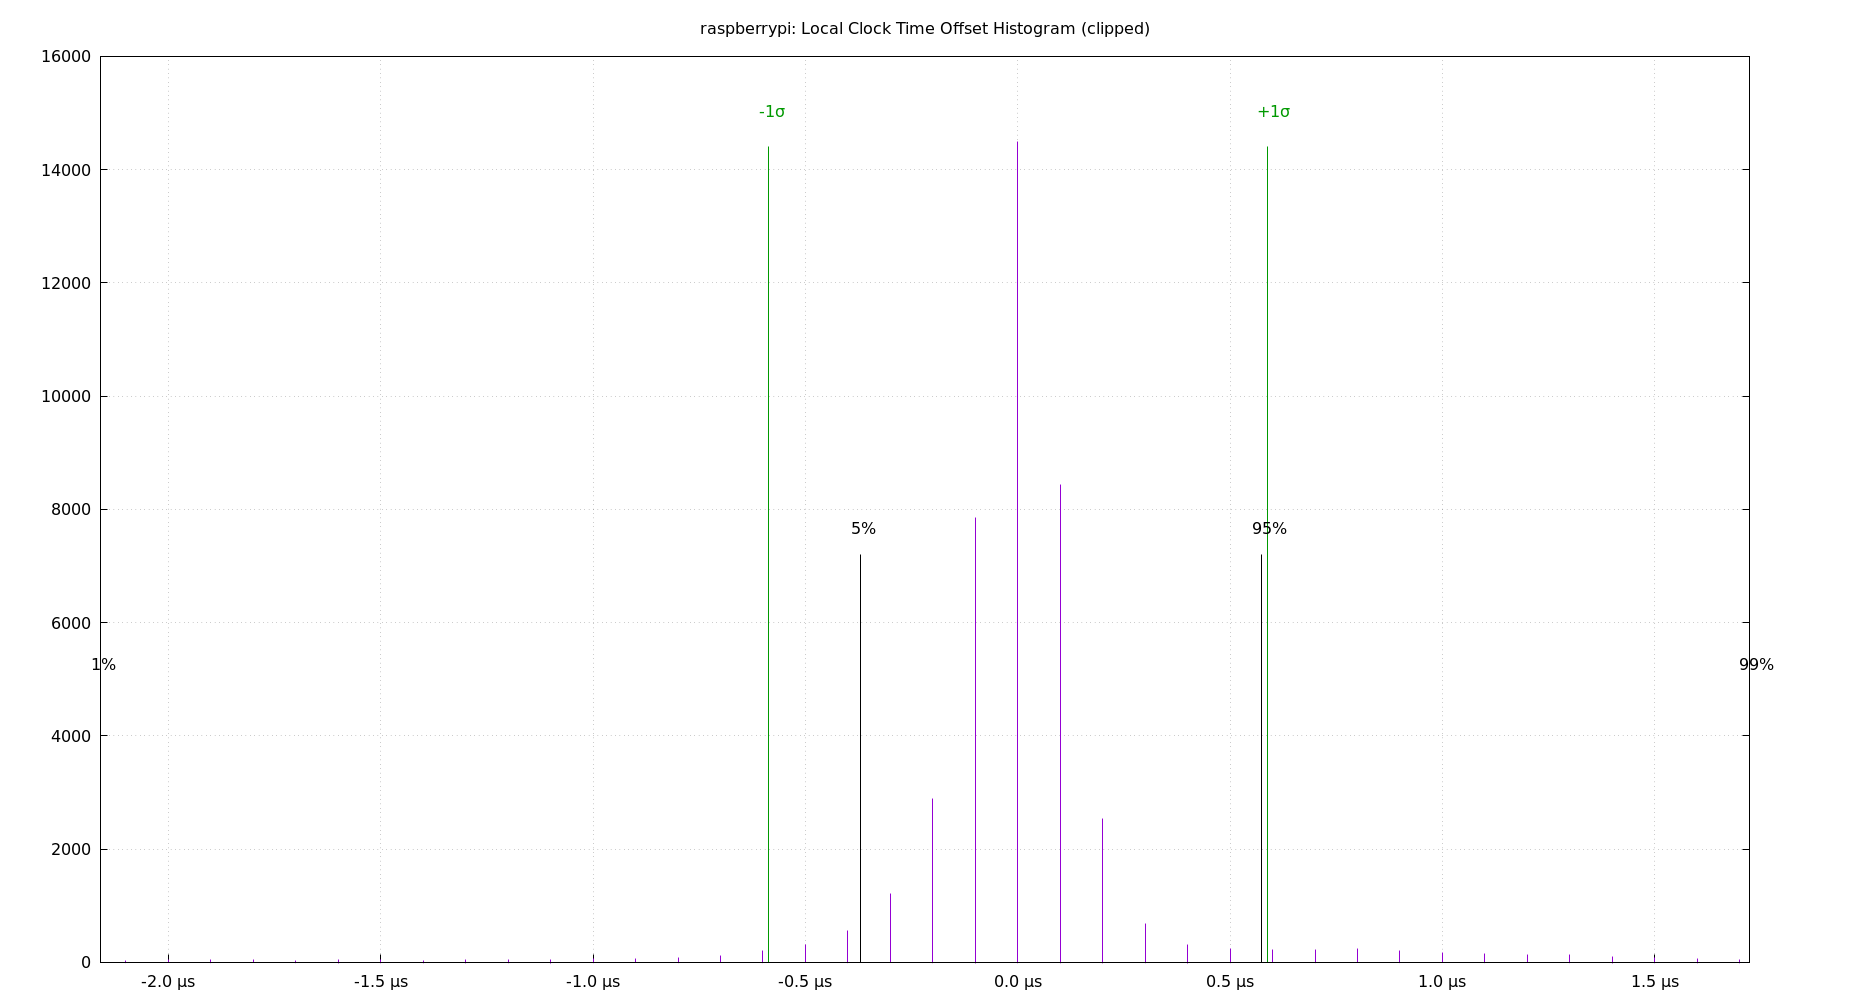 raspberrypi: Local Clock Time Offset Histogram (clipped)
16000
-1σ
+1σ
14000
12000
10000
8000
5%
95%
6000
1%
99%
4000
2000
0
-2.0 µs
-1.5 µs
-1.0 µs
-0.5 µs
0.0 µs
0.5 µs
1.0 µs
1.5 µs